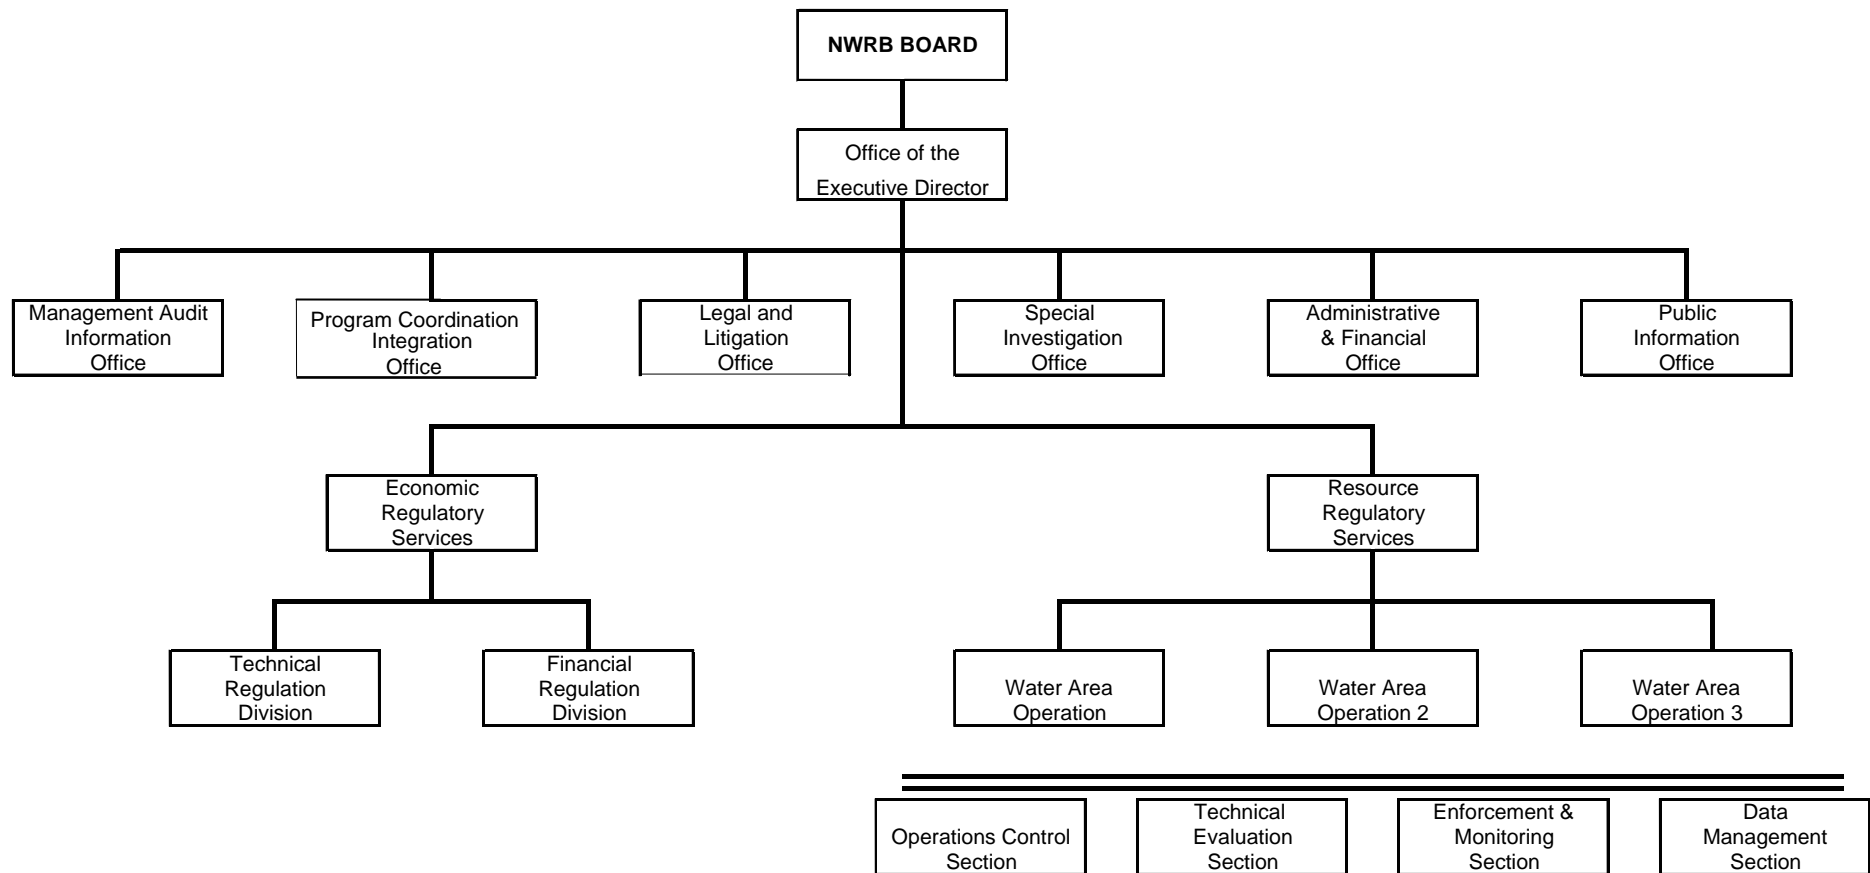 NWRB BOARD
Office of the
Executive Director
Management Audit
Information
Office
Program Coordination
Integration
Office
Legal and
Litigation
Office
Special
Investigation
Office
Administrative
& Financial
Office
Public
Information
Office
Economic
Regulatory
Services
Resource
Regulatory
Services
Technical
Regulation
Division
Financial
Regulation
Division
Water Area
Operation
Water Area
Operation 2
Water Area
Operation 3
Operations Control
Section
Technical
Evaluation
Section
Enforcement &
Monitoring
Section
Data
Management
Section